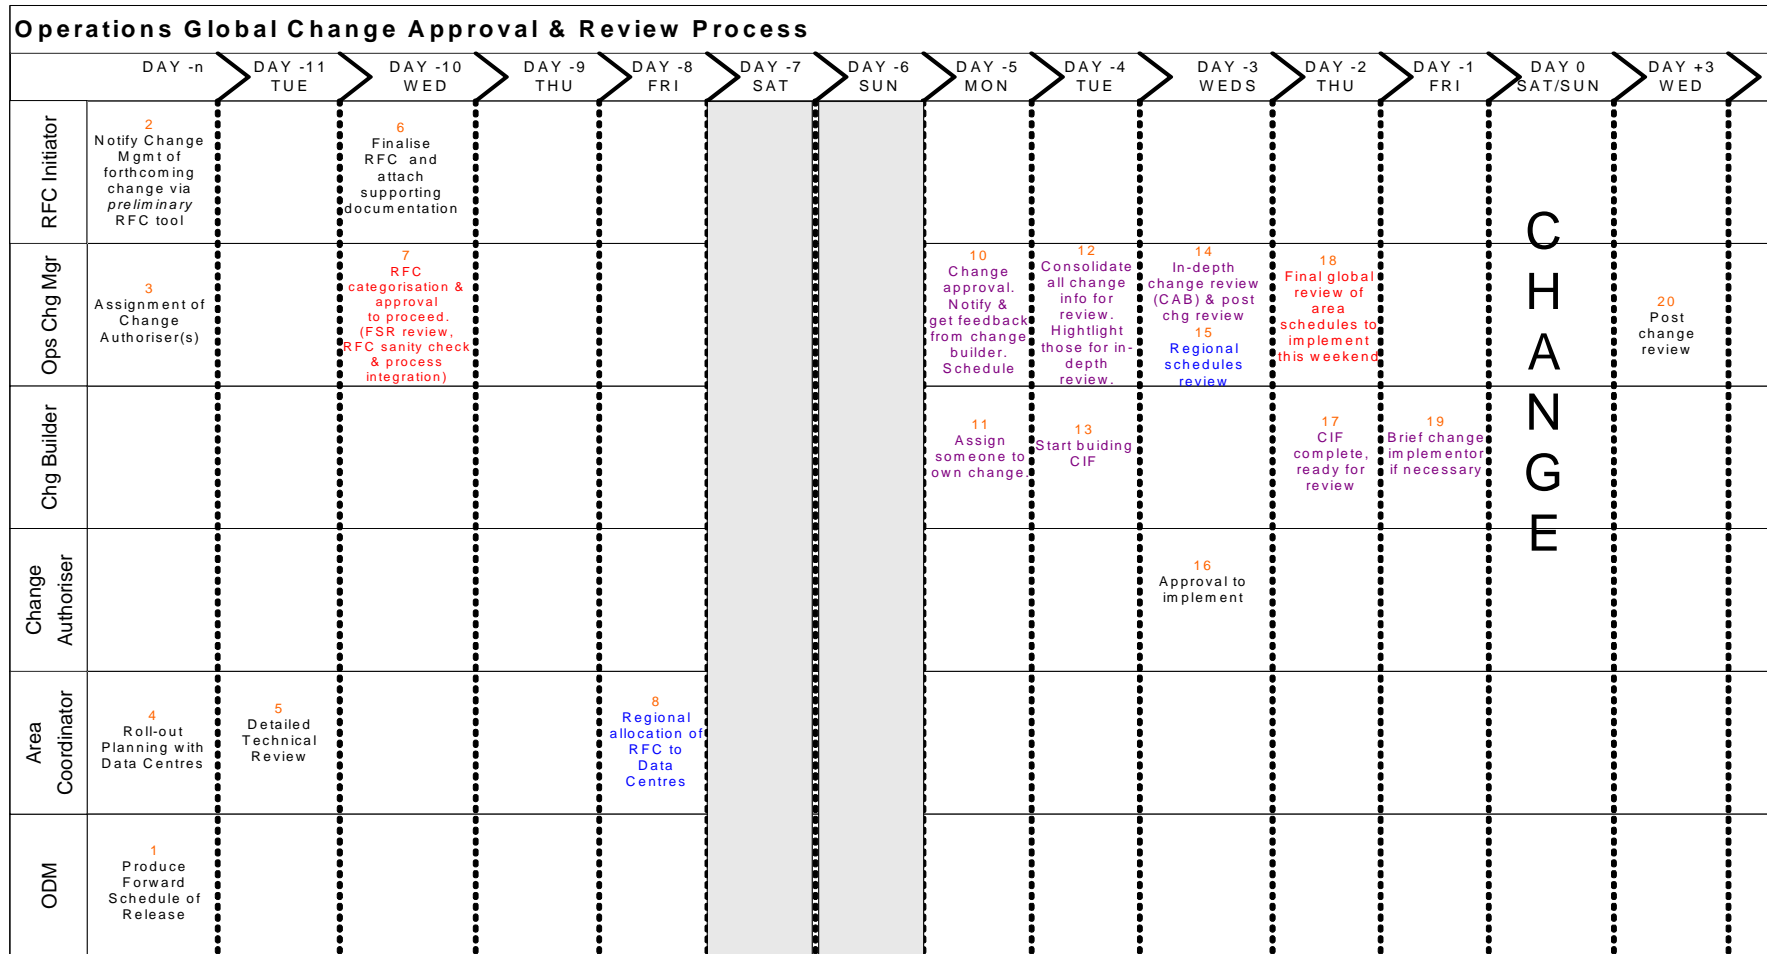 Operations Global Change Approval & Review Process
DAY -n
DAY -11
TUE
DAY -10
WED
DAY -9
THU
DAY -8
FRI
DAY -7
SAT
DAY -6
SUN
DAY -5
MON
DAY -4
TUE
DAY -3
WEDS
DAY -2
THU
DAY -1
FRI
DAY 0
SAT/SUN
DAY +3
WED
RFC Initiator
2
Notify Change
Mgmt of
forthcoming
change via
preliminary
RFC tool
6
Finalise
RFC and
attach
supporting
documentation
Ops Chg Mgr
3
Assignment of
Change
Authoriser(s)
7
RFC
categorisation &
approval
to proceed.
(FSR review,
RFC sanity check
& process
integration)
10
Change
approval.
Notify &
get feedback
from change
builder.
Schedule
12
Consolidate
all change
info for
review.
Hightlight
those for in-
depth
review.
14
In-depth
change review
(CAB) & post
chg review
15
Regional
schedules
review
18
Final global
review of
area
schedules to
implement
this weekend
20
Post
change
review
Chg Builder
11
Assign
someone to
own change.
13
Start buiding
CIF
17
CIF
complete,
ready for
review
19
Brief change
implementor
if necessary
CHANGE
Change
Authoriser
16
Approval to
implement
Area
Coordinator
4
Roll-out
Planning with
Data Centres
5
Detailed
Technical
Review
8
Regional
allocation of
RFC to
Data
Centres
ODM
1
Produce
Forward
Schedule of
Release